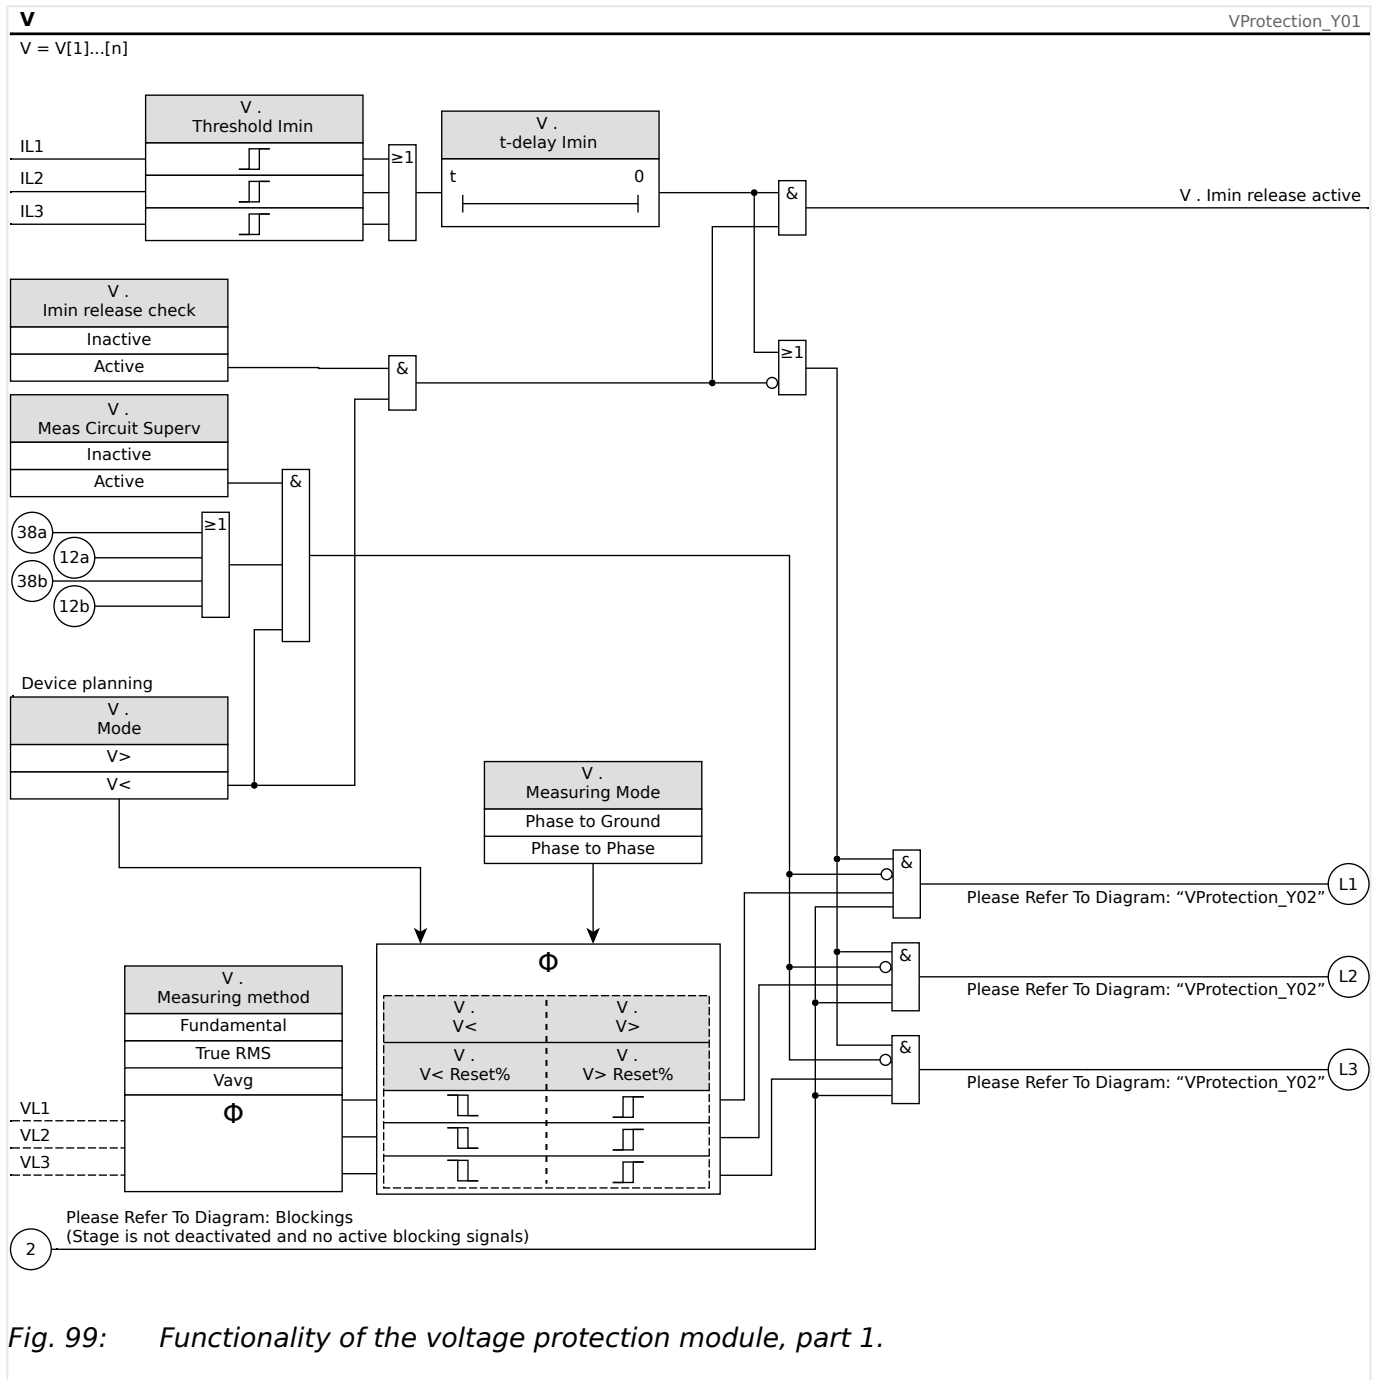 V
VProtection_Y01
V = V[1]...[n]
V .
Threshold Imin
IL1
IL2
IL3
≥1
V .
t-delay Imin
t
0
&
V . Imin release active
V .
Imin release check
Inactive
Active
&
≥1
V .
Meas Circuit Superv
Inactive
Active
&
38a
12a
38b
12b
≥1
Device planning
V .
Mode
V>
V<
V .
Measuring Mode
Phase to Ground
Phase to Phase
&
L1
Please Refer To Diagram: “VProtection_Y02”
&
L2
Please Refer To Diagram: “VProtection_Y02”
&
L3
Please Refer To Diagram: “VProtection_Y02”
V .
Measuring method
Fundamental
True RMS
Vavg
Φ
VL1
VL2
VL3
Φ
V .
V<
V .
V>
V .
V< Reset%
V .
V> Reset%
Please Refer To Diagram: Blockings
(Stage is not deactivated and no active blocking signals)
2
Fig. 99: Functionality of the voltage protection module, part 1.